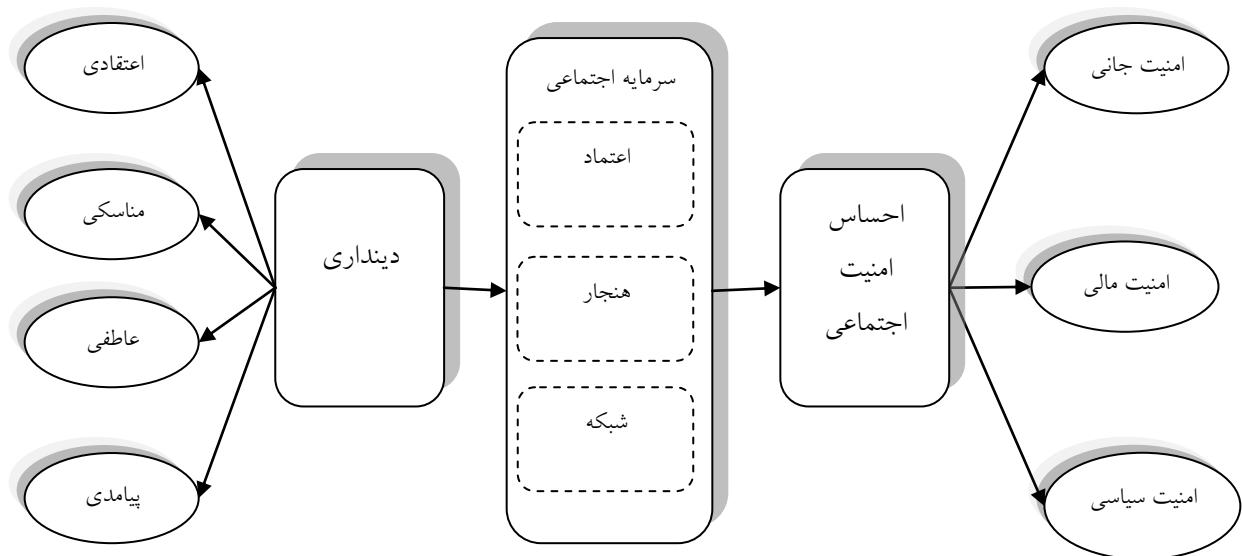 اعتقادی
مناسکی
عاطفی
پیامدی
دینداری
سرمایه اجتماعی
اعتماد
هنجار
شبکه
احساس
امنیت
اجتماعی
امنیت جانی
امنیت مالی
امنیت سیاسی